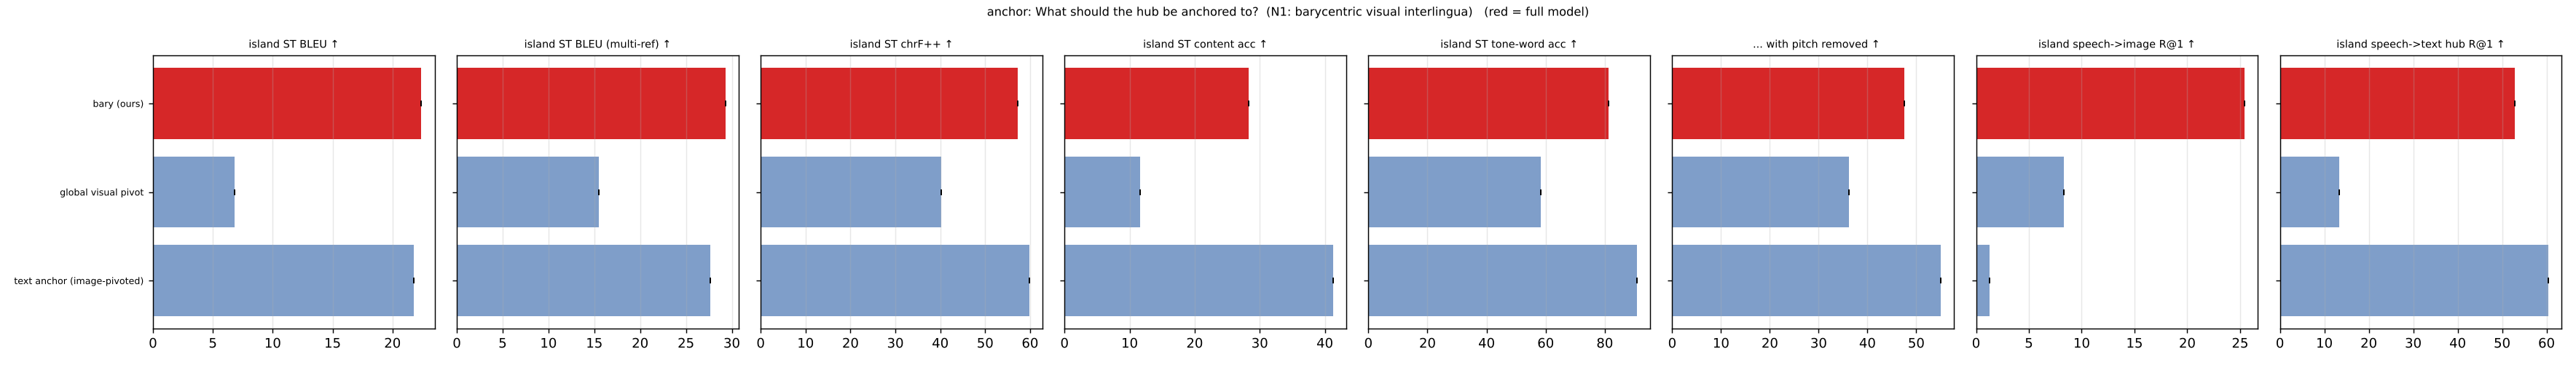 anchor: What should the hub be anchored to?  (N1: barycentric visual interlingua)   (red = full model)
island ST BLEU ↑
island ST BLEU (multi-ref) ↑
island ST chrF++ ↑
island ST content acc ↑
island ST tone-word acc ↑
... with pitch removed ↑
island speech->image R@1 ↑
island speech->text hub R@1 ↑
bary (ours)
global visual pivot
text anchor (image-pivoted)
0 5 10 15 20
0 5 10 15 20 25 30
0 10 20 30 40 50 60
0 10 20 30 40
0 20 40 60 80
0 10 20 30 40 50
0 5 10 15 20 25
0 10 20 30 40 50 60